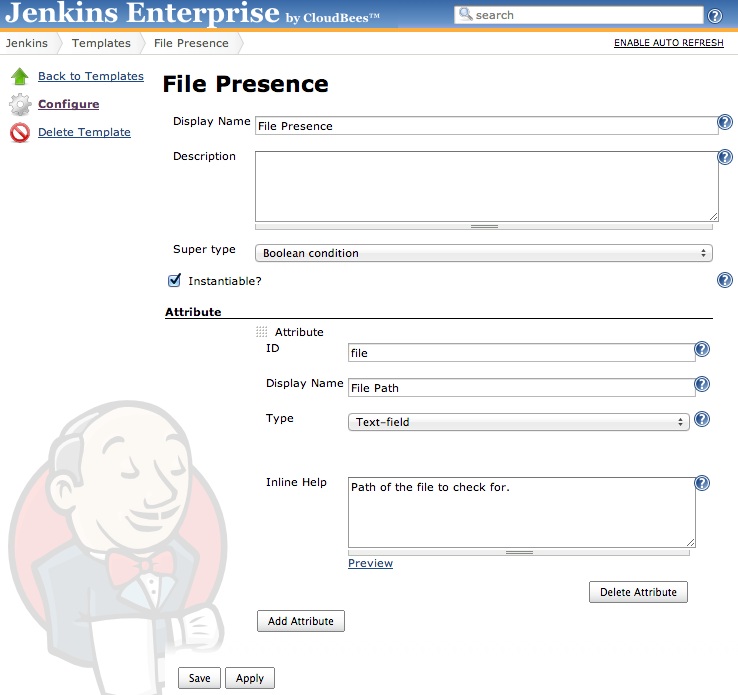 Jenkins Enterprise by CloudBees™
search
Jenkins Templates File Presence
ENABLE AUTO REFRESH
Back to Templates
Configure
Delete Template
File Presence
Display Name File Presence
Description
Super type Boolean condition
Instantiable?
Attribute
Attribute
ID file
Display Name File Path
Type Text-field
Inline Help Path of the file to check for.
Preview
Delete Attribute
Add Attribute
Save Apply